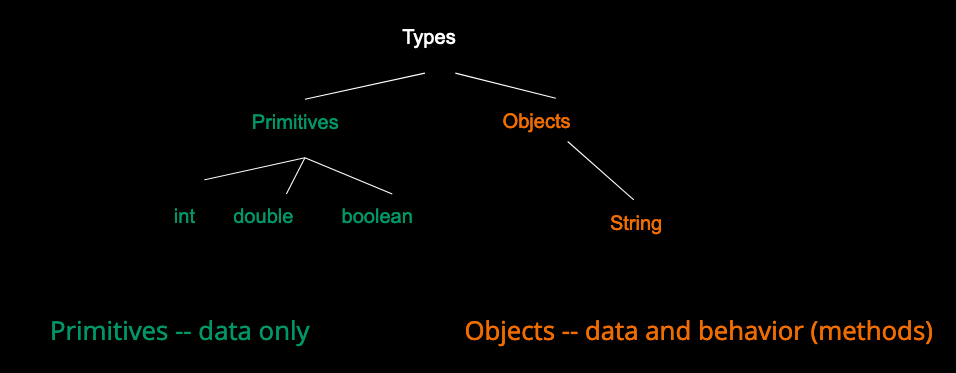 Types
Primitives
Objects
int
double
boolean
String
Primitives -- data only
Objects -- data and behavior (methods)